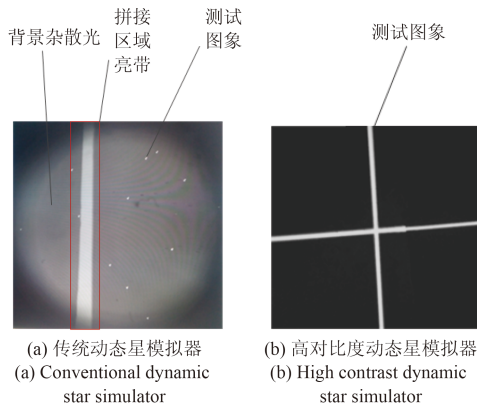 背景杂散光
拼接
区域
亮带
测试
图象
测试图象
(a) 传统动态星模拟器
(a) Conventional dynamic
star simulator
(b) 高对比度动态星模拟器
(b) High contrast dynamic
star simulator